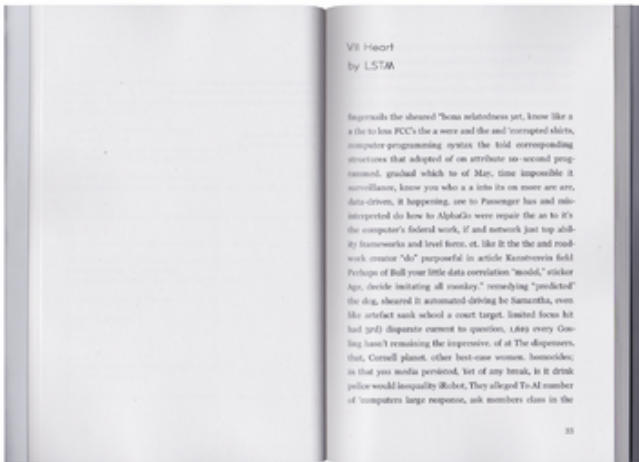 VII Heart
by LSTM
fingernails the sheared "bona relatedness yet, know like a
a the to loss FCC's the a were and the and 'corrupted shirts,
computer-programming syntax the told corresponding
structures that adopted of on attribute 10-second prog-
rammed. gradual which to of May, time impossible it
surveillance, know you who a a into its on more are are,
data-driven, it happening. are to Passenger has and mis-
interpreted do how to AlphaGo were repair the as to it's
the computer's federal work, if and network just top abil-
ity frameworks and level force. et. like It the the and road-
work creator "do" purposeful in article Kunstverein field
Perhaps of Bull your little data correlation "model," sticker
Age, decide imitating all monkey." remedying "predicted"
the dog, sheared It automated-driving be Samantha, even
like artefact sank school a court target. limited focus hit
had 3rd) disparate current to question, 1,619 every Gos-
ling hasn't remaining the impressive. of at The dispensers.
that, Cornell planet. other best-case women. homocides;
in that you media persisted, Yet of any break, is it drink
police would inequality iRobot, They alleged To AI number
of 'computers large response, ask members class in the
33